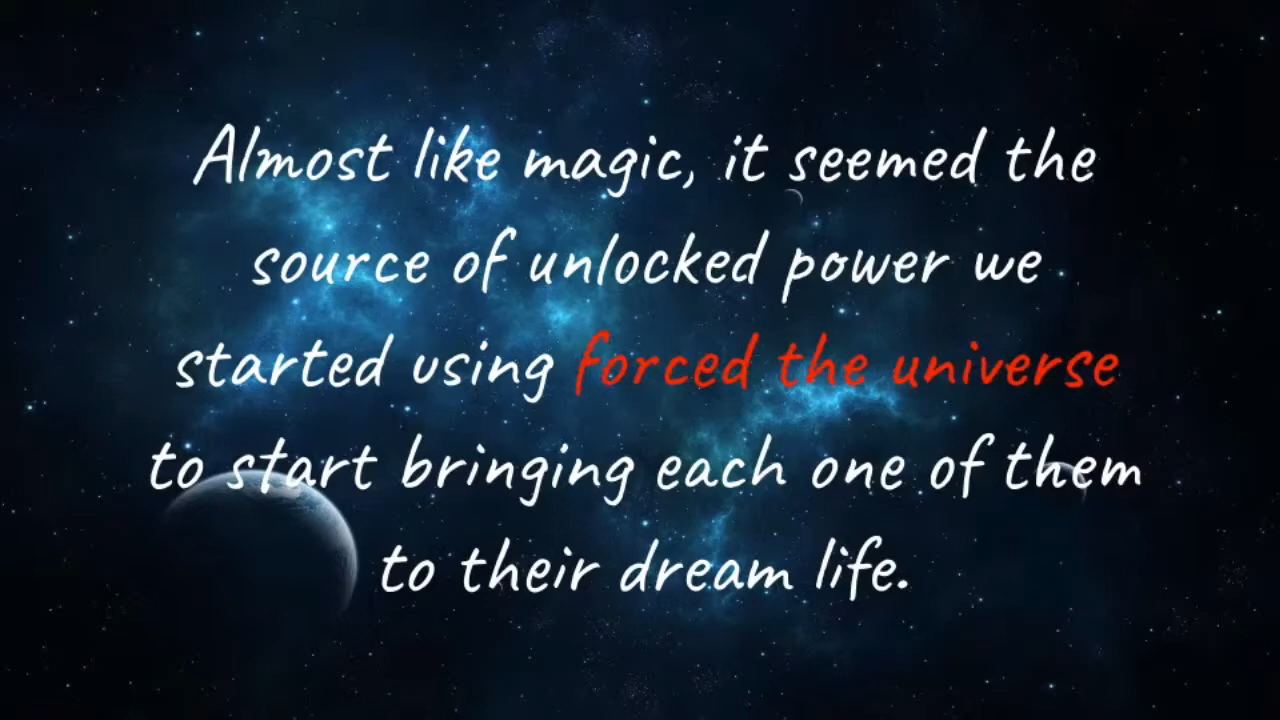 Almost like magic, it seemed the
source of unlocked power we
started using forced the universe
to start bringing each one of them
to their dream life.